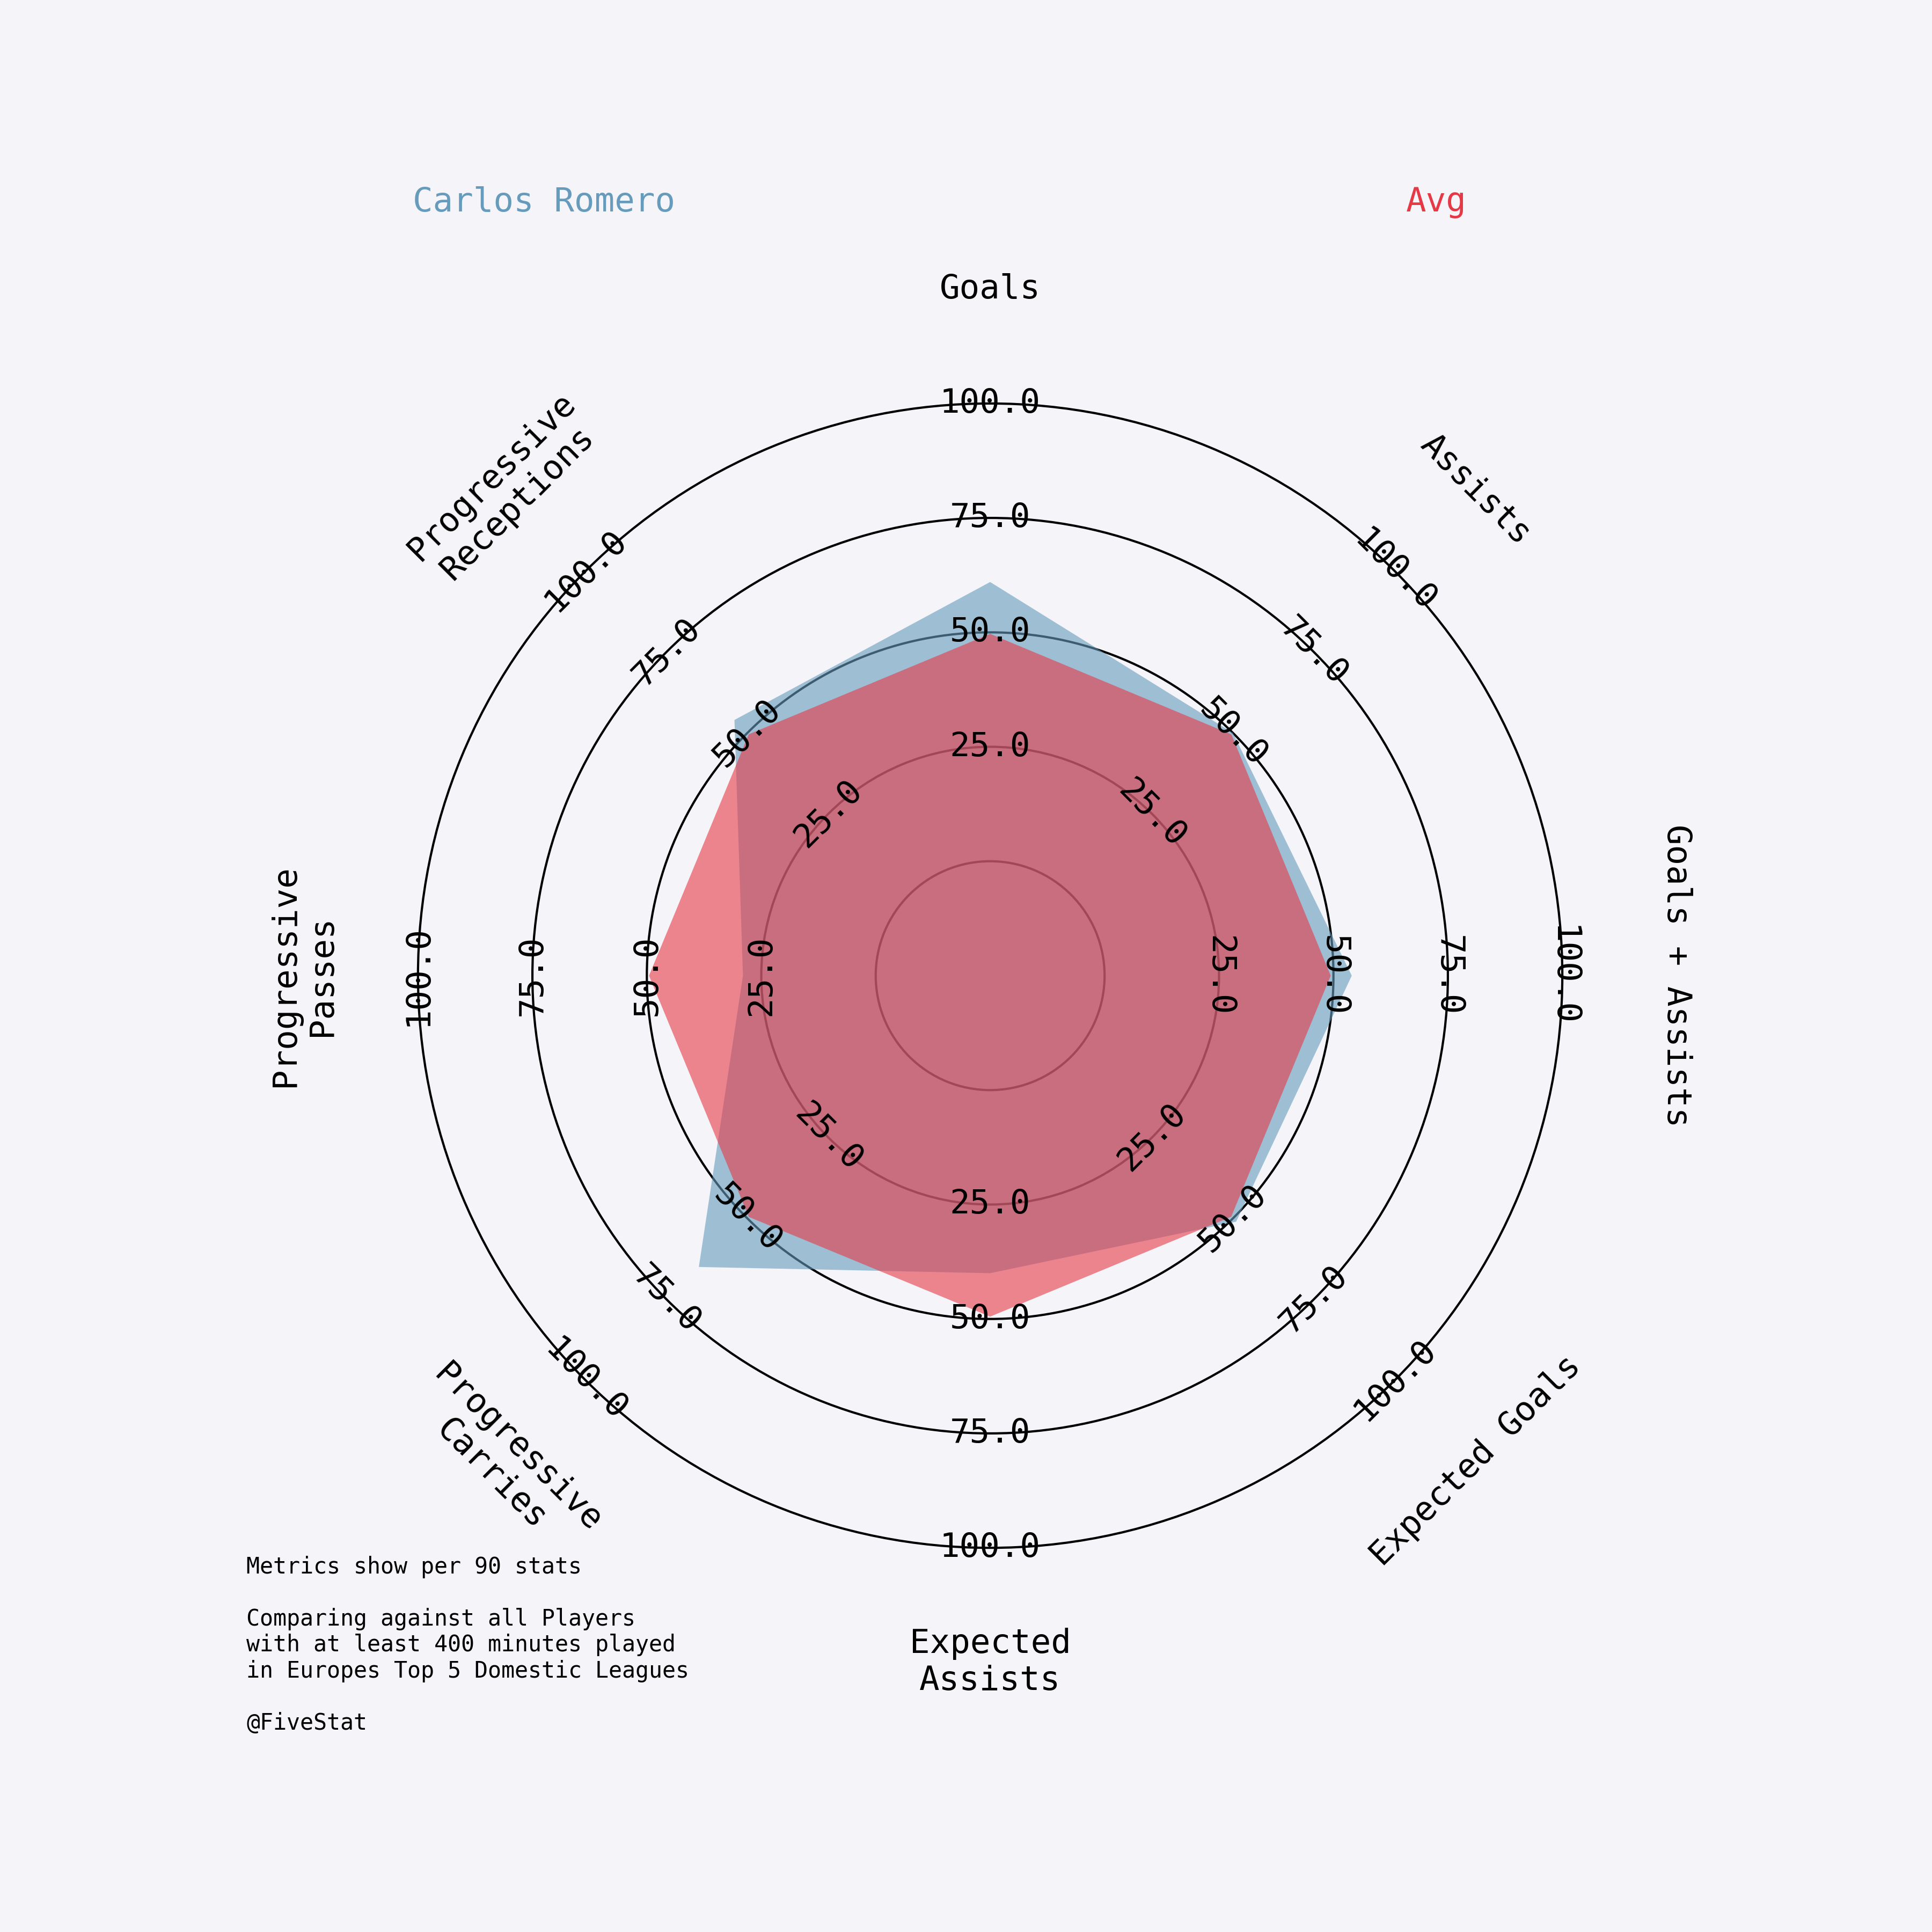 Carlos Romero
Avg
Goals
Assists
Goals + Assists
Expected Goals
Expected
Assists
Progressive
Carries
Progressive
Passes
Progressive
Receptions
25.0
50.0
75.0
100.0
25.0
50.0
75.0
100.0
25.0
50.0
75.0
100.0
25.0
50.0
75.0
100.0
25.0
50.0
75.0
100.0
25.0
50.0
75.0
100.0
25.0
50.0
75.0
100.0
25.0
50.0
75.0
100.0
Metrics show per 90 stats
Comparing against all Players
with at least 400 minutes played
in Europes Top 5 Domestic Leagues
@FiveStat